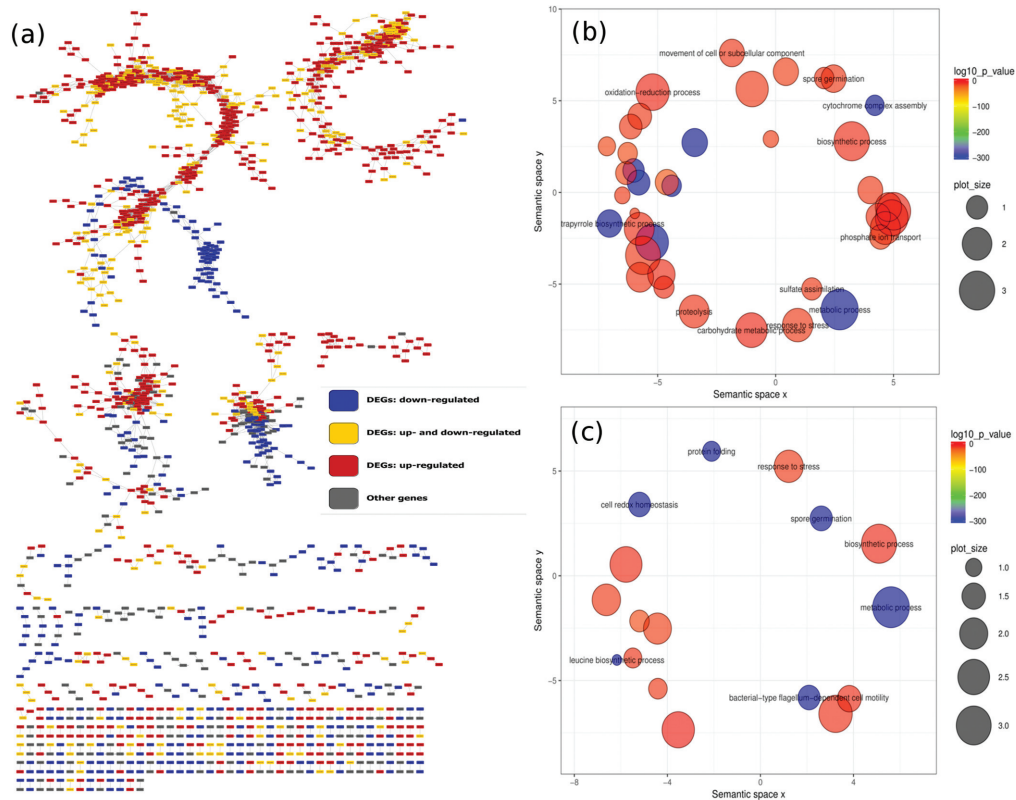 (a)
DEGs: down-regulated
DEGs: up- and down-regulated
DEGs: up-regulated
Other genes
(b)
10
5
0
−5
Semantic space y
−5
0
5
Semantic space x
movement of cell or subcellular component
spore germination
oxidation−reduction process
cytochrome complex assembly
biosynthetic process
trapyrrole biosynthetic process
phosphate ion transport
sulfate assimilation
metabolic process
proteolysis
response to stress
carbohydrate metabolic process
log10_p_value
0
−100
−200
−300
plot_size
1
2
3
(c)
5
0
−5
Semantic space y
−8
−4
0
4
Semantic space x
protein folding
response to stress
cell redox homeostasis
spore germination
biosynthetic process
metabolic process
leucine biosynthetic process
bacterial−type flagellum−dependent cell motility
log10_p_value
0
−100
−200
−300
plot_size
1.0
1.5
2.0
2.5
3.0